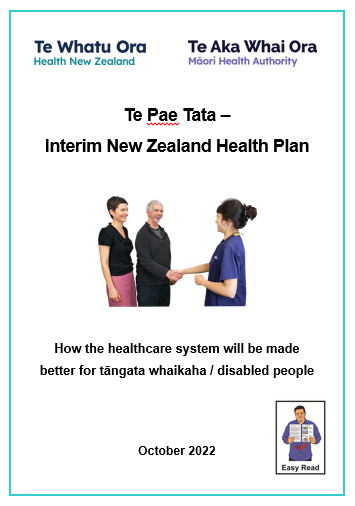 Te Whatu Ora
Health New Zealand
Te Aka Whai Ora
Māori Health Authority
Te Pae Tata –
Interim New Zealand Health Plan
How the healthcare system will be made
better for tāngata whaikaha / disabled people
Easy Read
October 2022